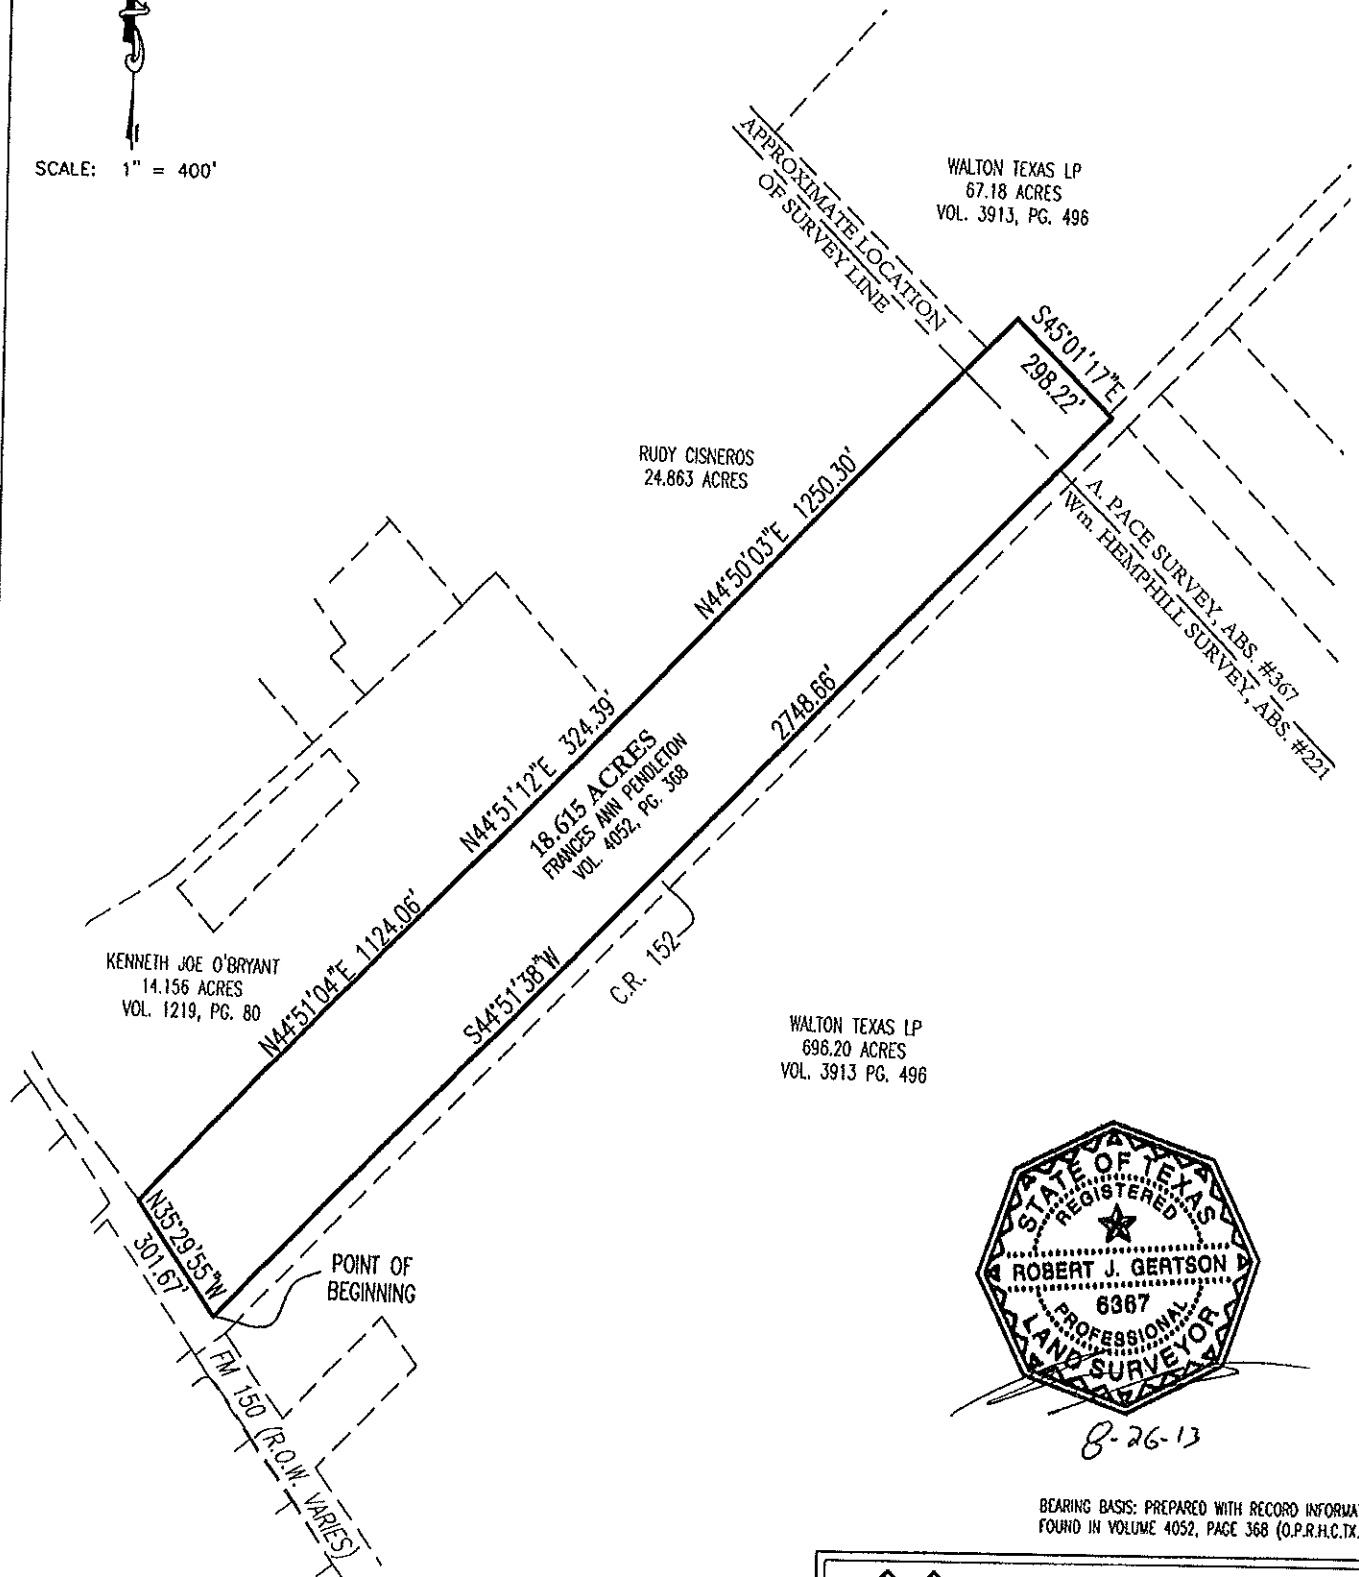 SCALE: 1" = 400'
APPROXIMATE LOCATION
OF SURVEY LINE
WALTON TEXAS LP
67.18 ACRES
VOL. 3913, PG. 496
S45°01'17"E
298.22'
RUDY CISNEROS
24.863 ACRES
N44°50'03"E 1250.30'
A. PACE SURVEY, ABS. #367
Wm. HEMPHILL SURVEY, ABS. #221
N44°51'12"E 324.39'
2748.66'
18.615 ACRES
FRANCES ANN PENDLETON
VOL. 4052, PG. 368
KENNETH JOE O'BRYANT
14.156 ACRES
VOL. 1219, PG. 80
N44°51'04"E 1124.06'
S44°51'38"W
C.R. 152
WALTON TEXAS LP
696.20 ACRES
VOL. 3913 PG. 496
N35°29'55"W
301.67'
POINT OF
BEGINNING
FM 150 (R.O.W. VARIES)
STATE OF TEXAS
REGISTERED
ROBERT J. GERTSON
6367
PROFESSIONAL
LAND SURVEYOR
8-26-13
BEARING BASIS: PREPARED WITH RECORD INFORMA
FOUND IN VOLUME 4052, PAGE 368 (O.P.R.H.C.TX.